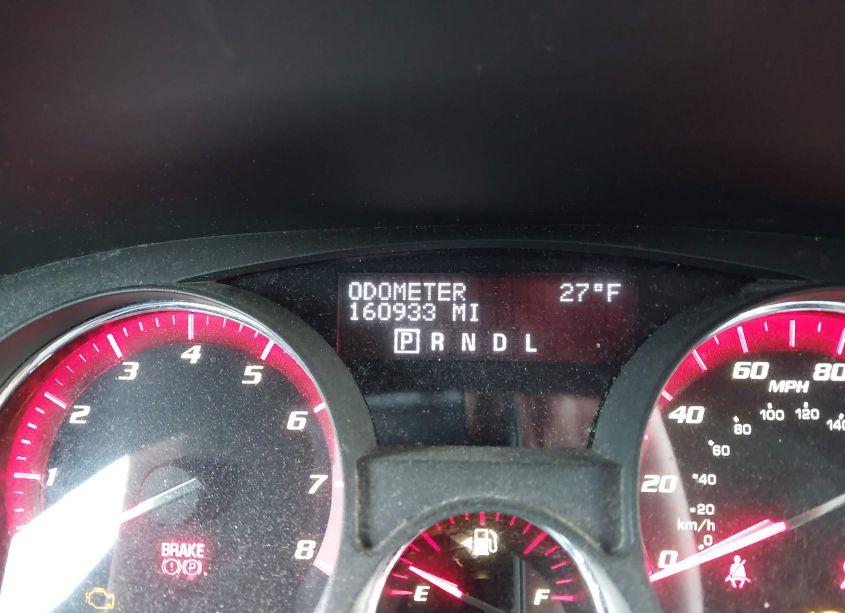 ODOMETER 27°F
160933 MI
P R N D L
1 2 3 4 5 6 7 8
BRAKE
(!) (P)
E F
0 20 40 60 80
MPH
0 20 40 60 80 100 120 140
km/h